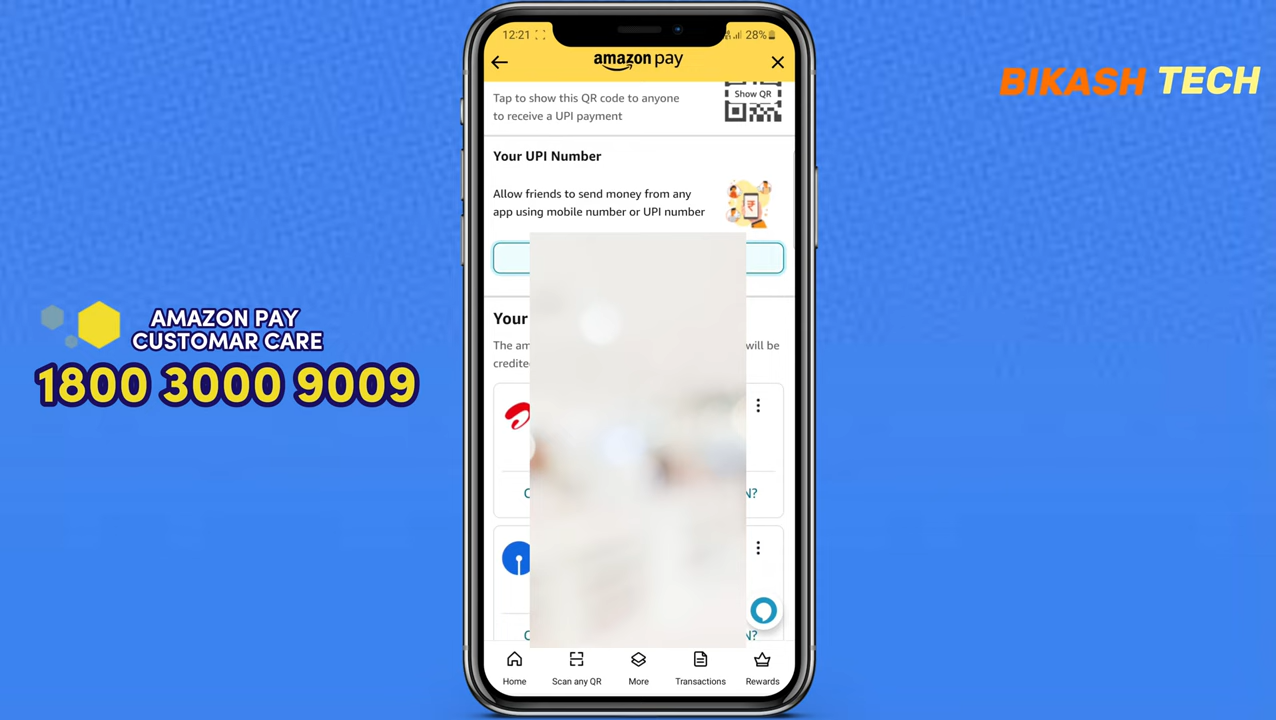 12:21
28%
amazon pay
BIKASH TECH
Tap to show this QR code to anyone
to receive a UPI payment
Show QR
Your UPI Number
Allow friends to send money from any
app using mobile number or UPI number
Your
The am
will be
credite
AMAZON PAY
CUSTOMAR CARE
1800 3000 9009
N?
N?
Home
Scan any QR
More
Transactions
Rewards